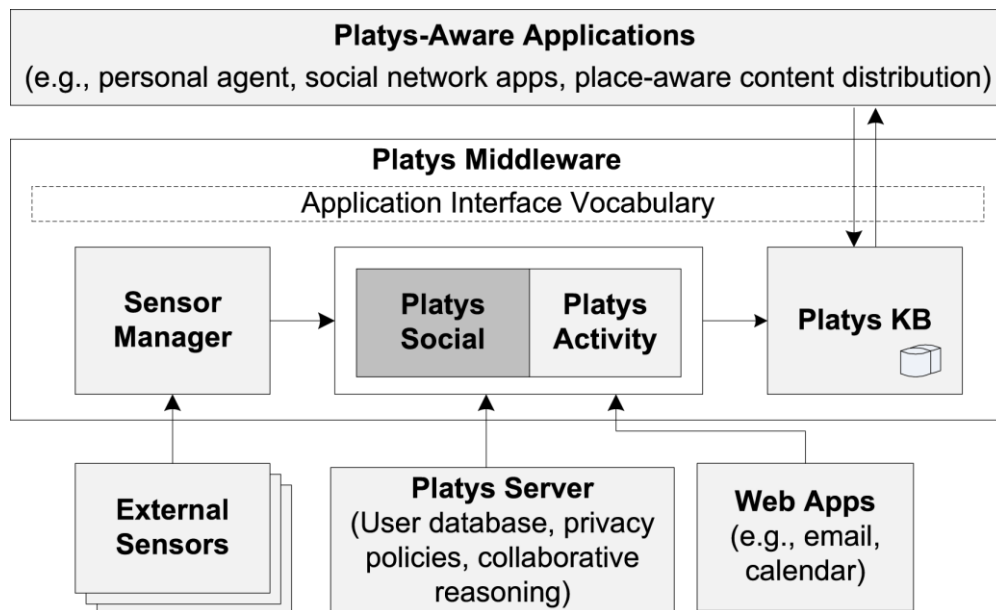 Platys-Aware Applications
(e.g., personal agent, social network apps, place-aware content distribution)
Platys Middleware
Application Interface Vocabulary
Sensor
Manager
Platys
Social
Platys
Activity
Platys KB
External
Sensors
Platys Server
(User database, privacy
policies, collaborative
reasoning)
Web Apps
(e.g., email,
calendar)